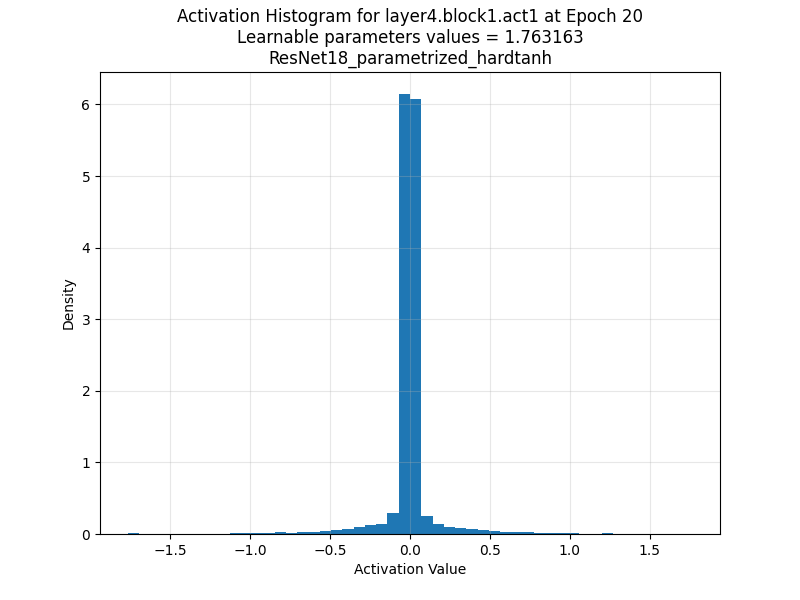 Activation Histogram for layer4.block1.act1 at Epoch 20
Learnable parameters values = 1.763163
ResNet18_parametrized_hardtanh
6
5
4
3
2
1
0
Density
−1.5 −1.0 −0.5 0.0 0.5 1.0 1.5
Activation Value